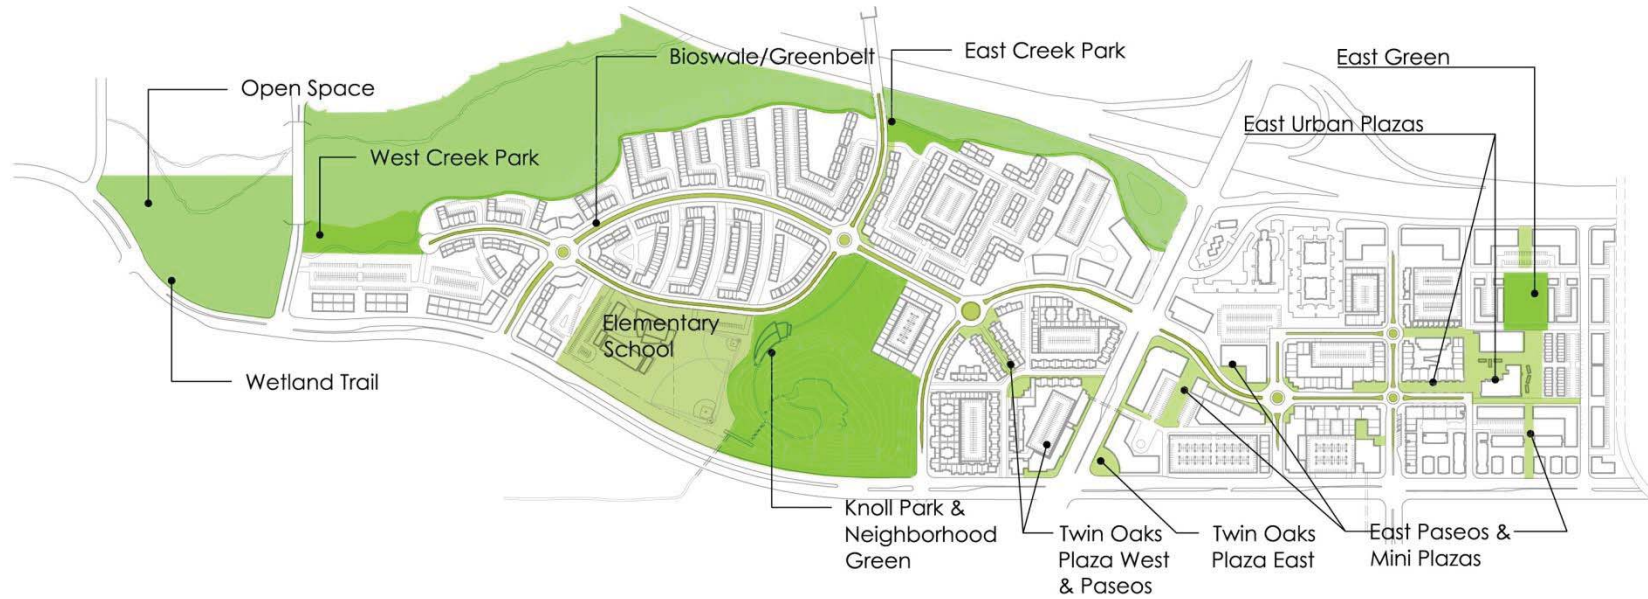 Bioswale/Greenbelt
East Creek Park
East Green
Open Space
East Urban Plazas
West Creek Park
Elementary
School
Wetland Trail
Knoll Park &
Neighborhood
Green
Twin Oaks
Plaza West
& Paseos
Twin Oaks
Plaza East
East Paseos &
Mini Plazas